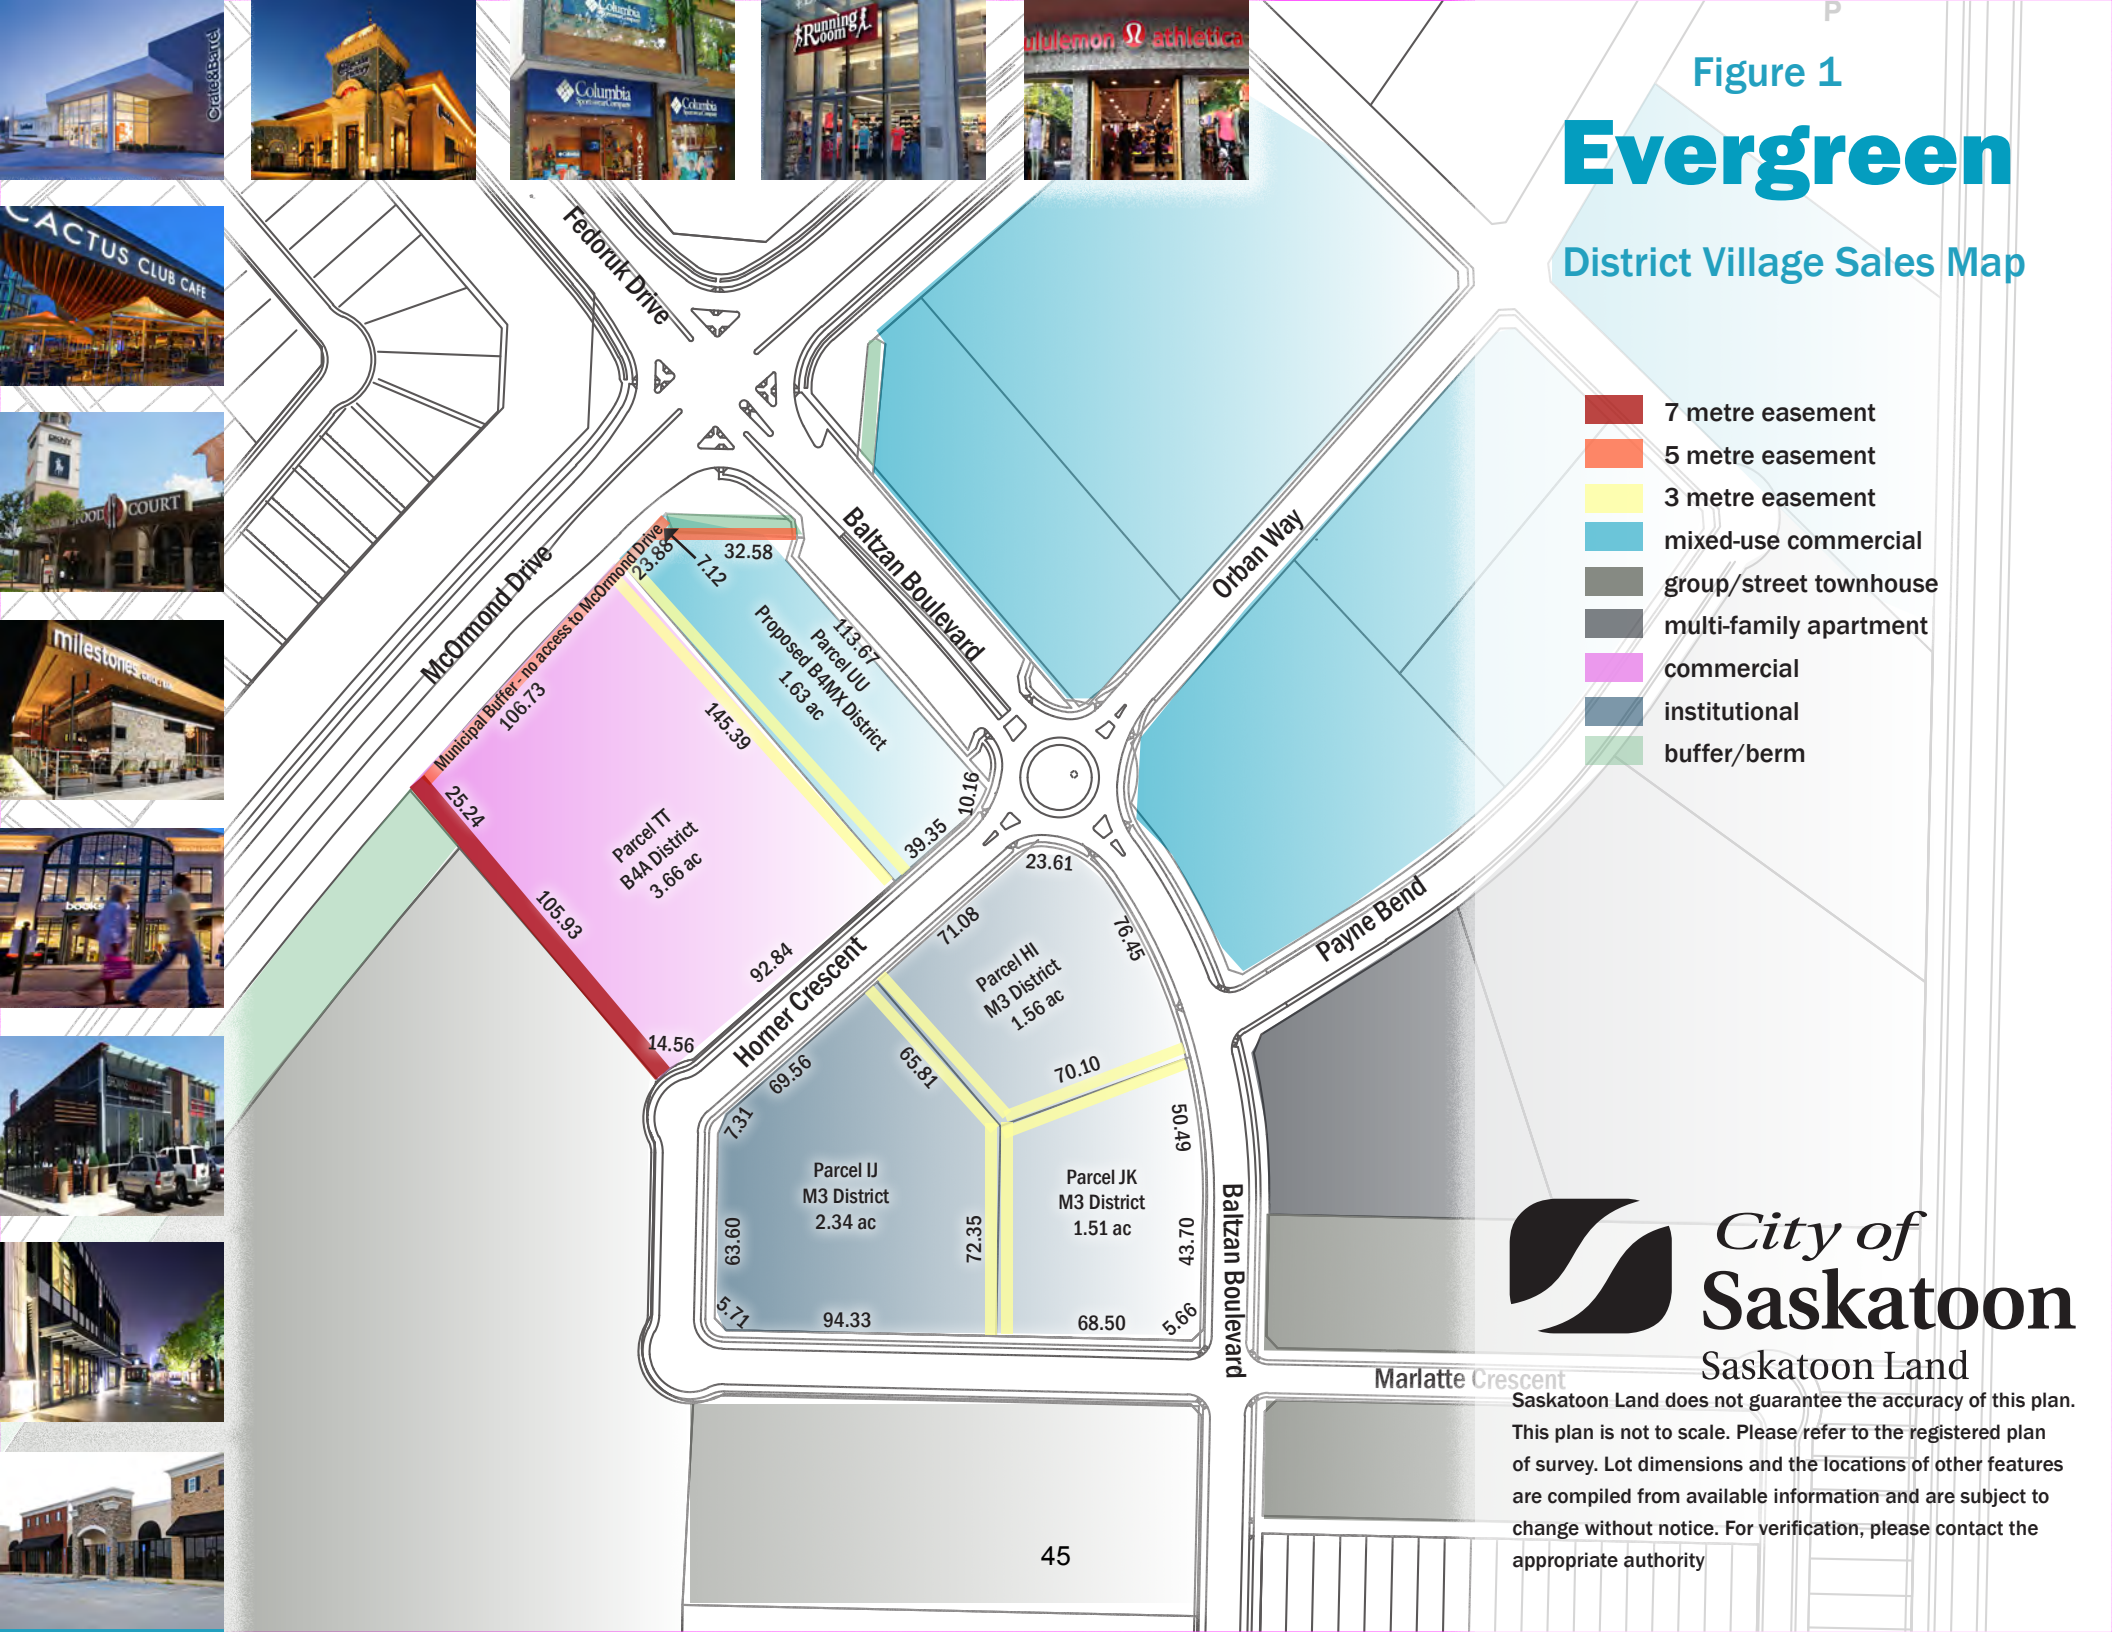 Crate&Barrel
Columbia
Sportswear Company
Columbia
Sportswear Company
Columbia
Running
Room
lululemon athletica
P
Figure 1
Evergreen
District Village Sales Map
CACTUS CLUB CAFE
FOOD COURT
milestones
7 metre easement
5 metre easement
3 metre easement
mixed-use commercial
group/street townhouse
multi-family apartment
commercial
institutional
buffer/berm
Fedoruk Drive
McOrmond Drive
Baltzan Boulevard
Orban Way
Payne Bend
Horner Crescent
Baltzan Boulevard
Marlatte Crescent
Municipal Buffer - no access to McOrmond Drive
23.88
7.12
32.58
113.67
Parcel UU
Proposed B4MX District
1.63 ac
10.16
39.35
145.39
106.73
25.24
105.93
Parcel TT
B4A District
3.66 ac
92.84
14.56
23.61
71.08
76.45
Parcel HI
M3 District
1.56 ac
70.10
65.81
69.56
7.31
Parcel IJ
M3 District
2.34 ac
63.60
72.35
5.71
94.33
50.49
Parcel JK
M3 District
1.51 ac
43.70
68.50
5.66
City of
Saskatoon
Saskatoon Land
Saskatoon Land does not guarantee the accuracy of this plan.
This plan is not to scale. Please refer to the registered plan
of survey. Lot dimensions and the locations of other features
are compiled from available information and are subject to
change without notice. For verification, please contact the
appropriate authority
45